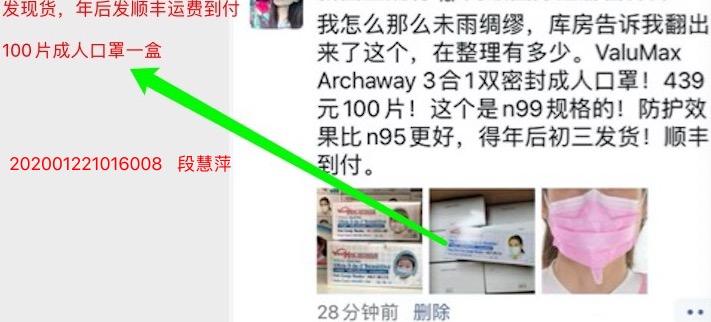 发现货，年后发顺丰运费到付
100片成人口罩一盒
202001221016008 段慧萍
我怎么那么未雨绸缪，库房告诉我翻出
来了这个，在整理有多少。ValuMax
Archaway 3合1双密封成人口罩！439
元100片！这个是n99规格的！防护效
果比n95更好，得年后初三发货！顺丰
到付。
28分钟前 删除